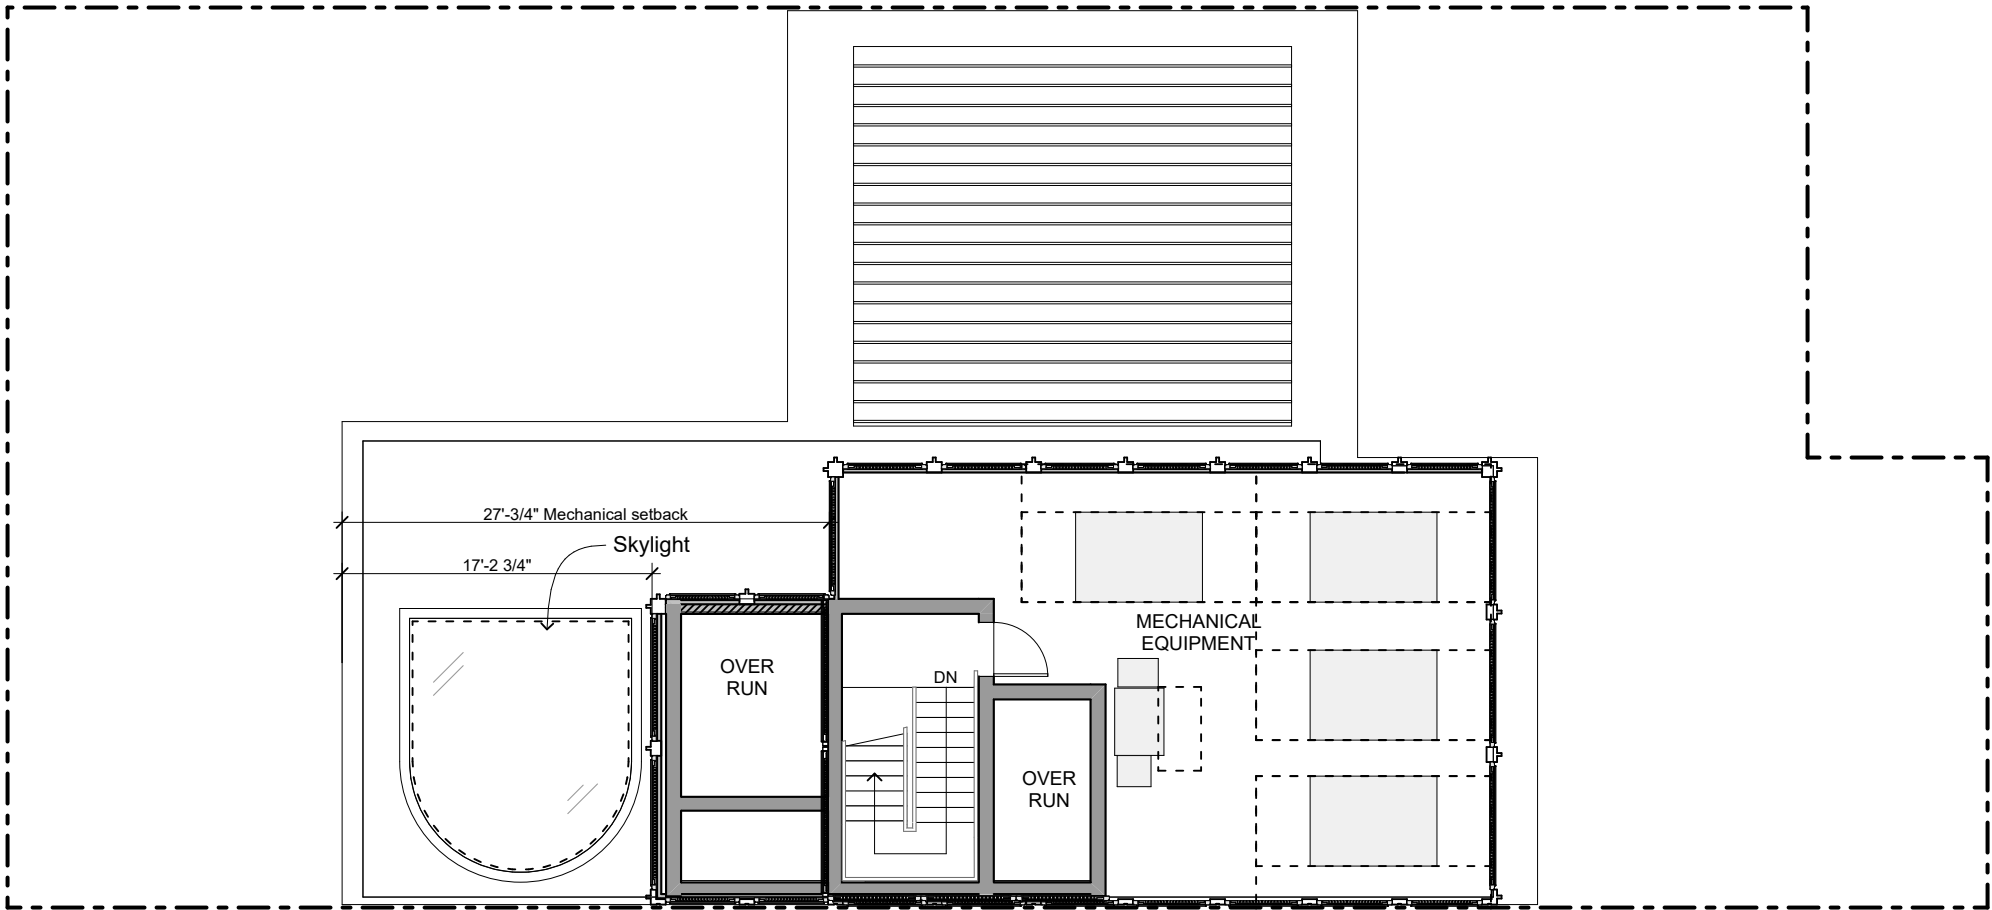 27'-3/4" Mechanical setback
Skylight
17'-2 3/4"
MECHANICAL
EQUIPMENT
OVER
RUN
DN
OVER
RUN